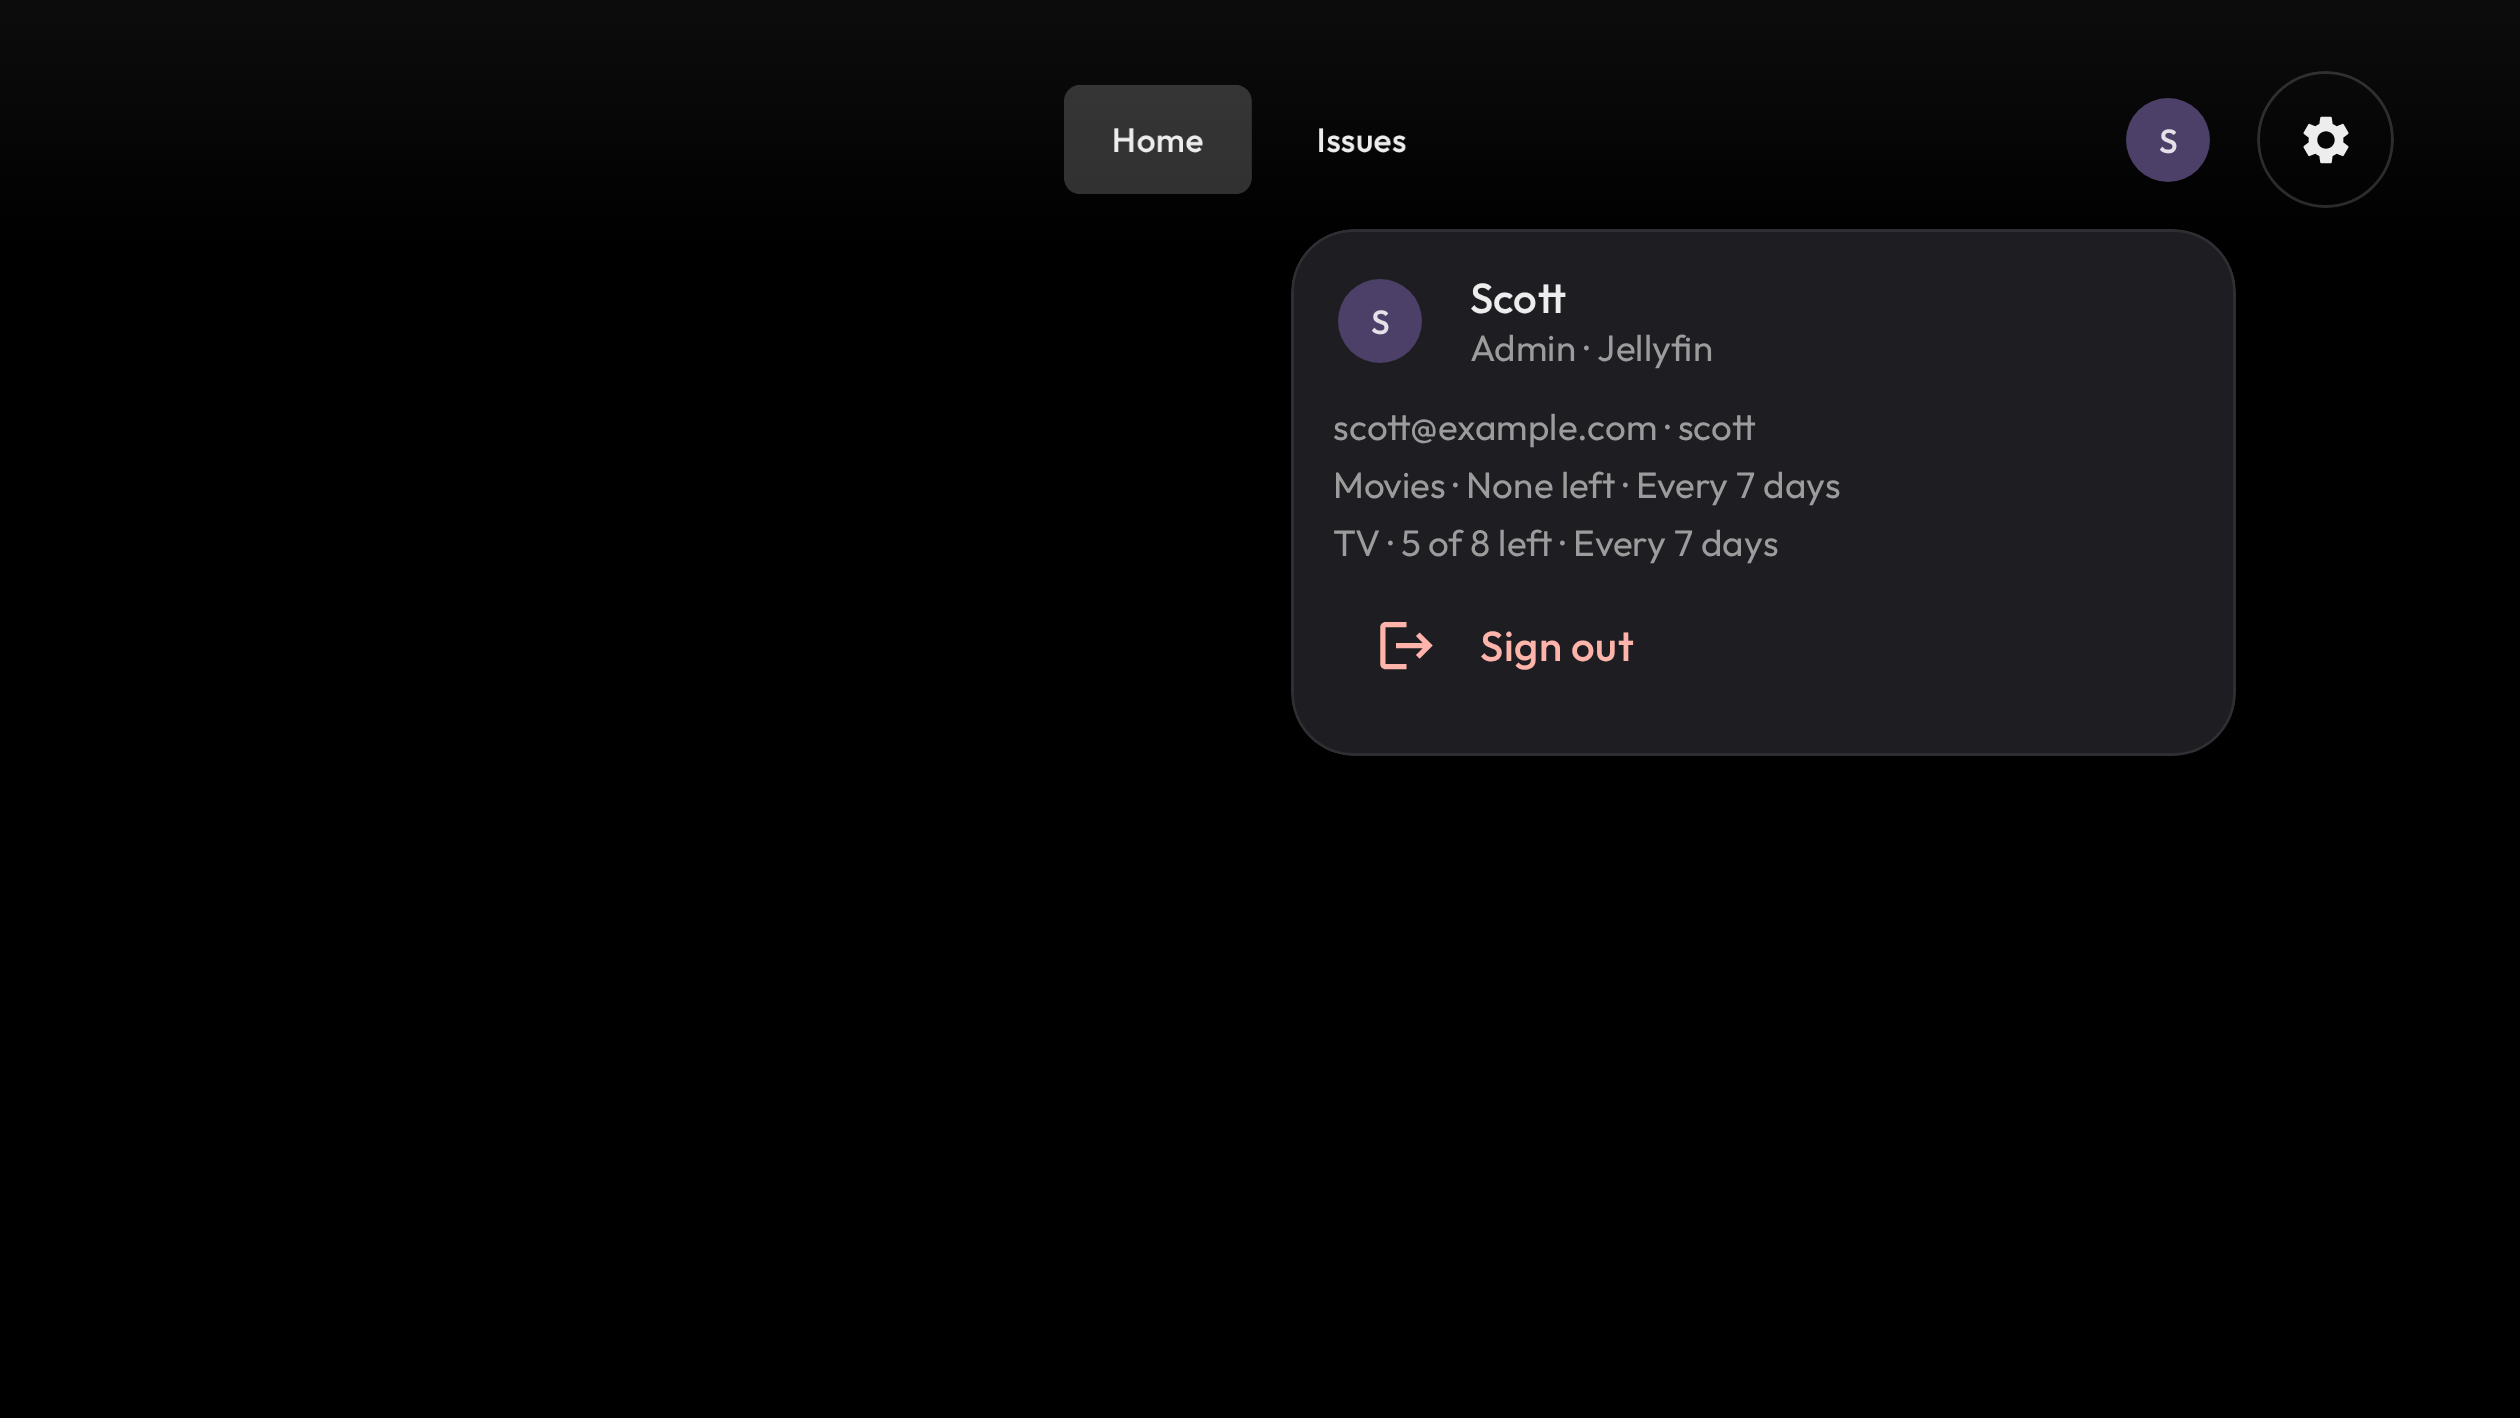 Home
Issues
S
S
Scott
Admin · Jellyfin
scott@example.com · scott
Movies · None left · Every 7 days
TV · 5 of 8 left · Every 7 days
Sign out